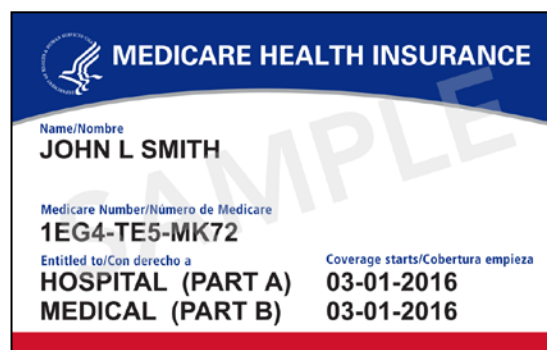 MEDICARE HEALTH INSURANCE
SAMPLE
Name/Nombre
JOHN L SMITH
Medicare Number/Número de Medicare
1EG4-TE5-MK72
Entitled to/Con derecho a Coverage starts/Cobertura empieza
HOSPITAL (PART A) 03-01-2016
MEDICAL (PART B) 03-01-2016